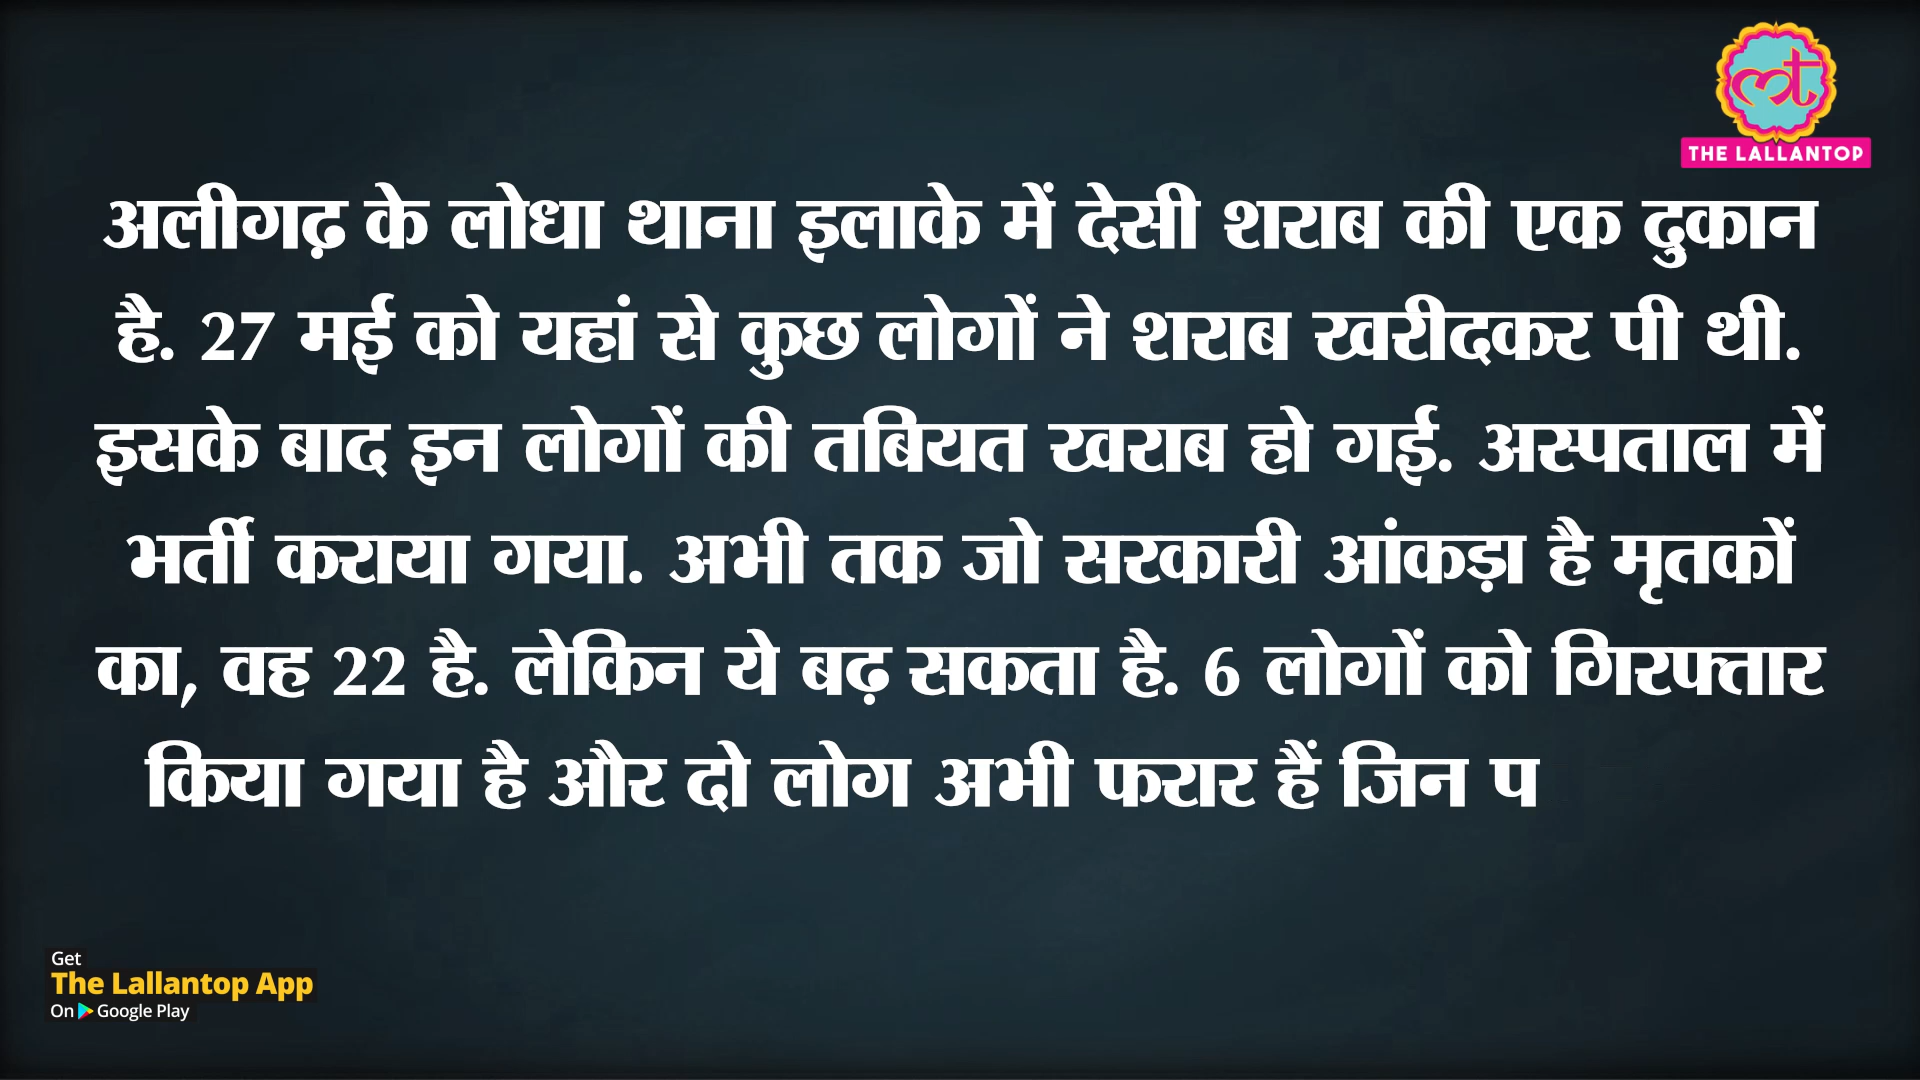 THE LALLANTOP
अलीगढ़ के लोधा थाना इलाके में देसी शराब की एक दुकान
है. 27 मई को यहां से कुछ लोगों ने शराब खरीदकर पी थी.
इसके बाद इन लोगों की तबियत खराब हो गई. अस्पताल में
भर्ती कराया गया. अभी तक जो सरकारी आंकड़ा है मृतकों
का, वह 22 है. लेकिन ये बढ़ सकता है. 6 लोगों को गिरफ्तार
किया गया है और दो लोग अभी फरार हैं जिन प
Get
The Lallantop App
On Google Play